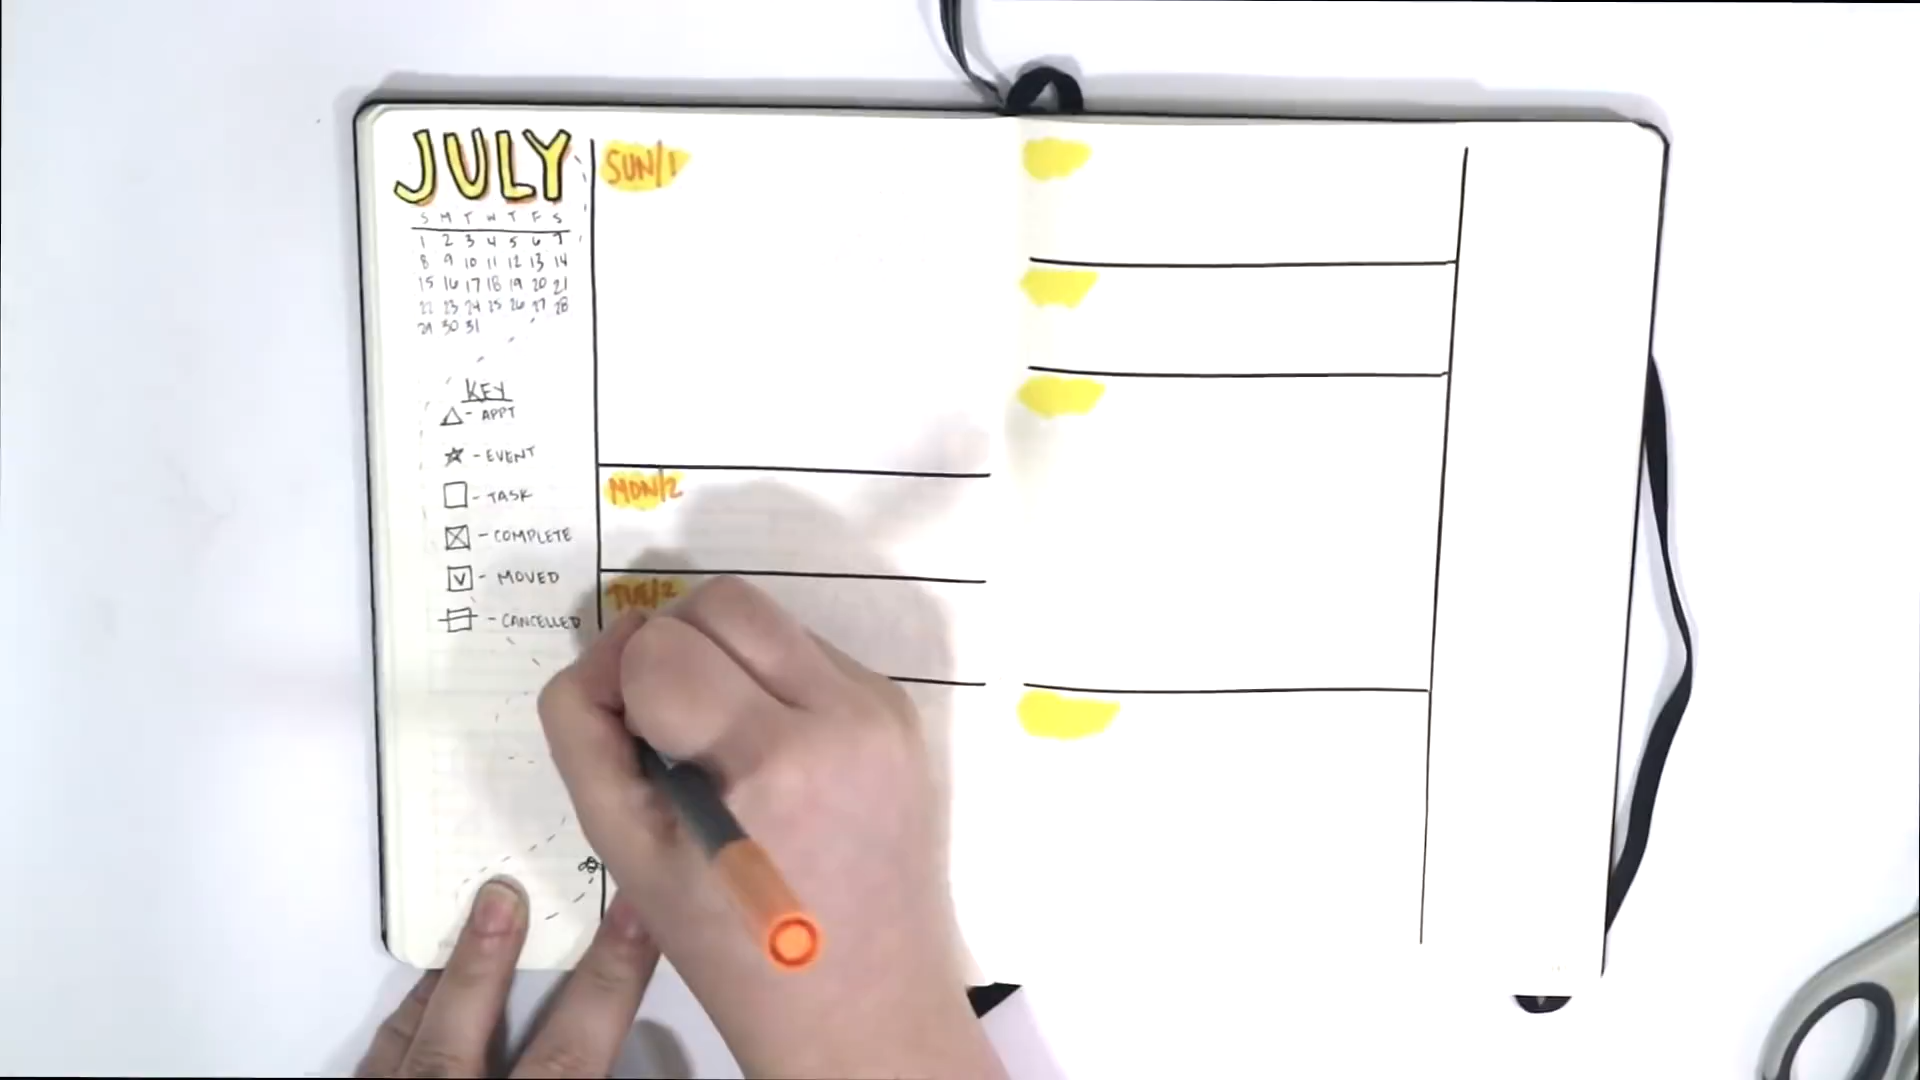 JULY
S M T W T F S
1 2 3 4 5 6 7
8 9 10 11 12 13 14
15 16 17 18 19 20 21
22 23 24 25 26 27 28
29 30 31
KEY
- APPT
- EVENT
- TASK
- COMPLETE
V - MOVED
- CANCELLED
SUN/1
MON/2
TUE/2